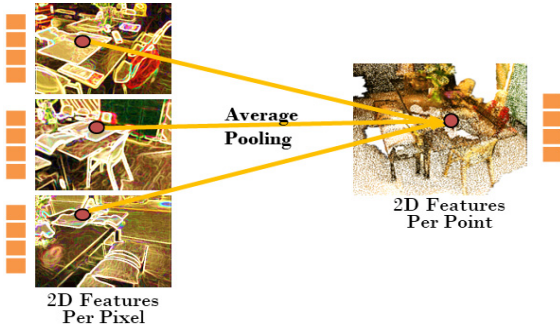 Average
Pooling
2D Features
Per Point
2D Features
Per Pixel